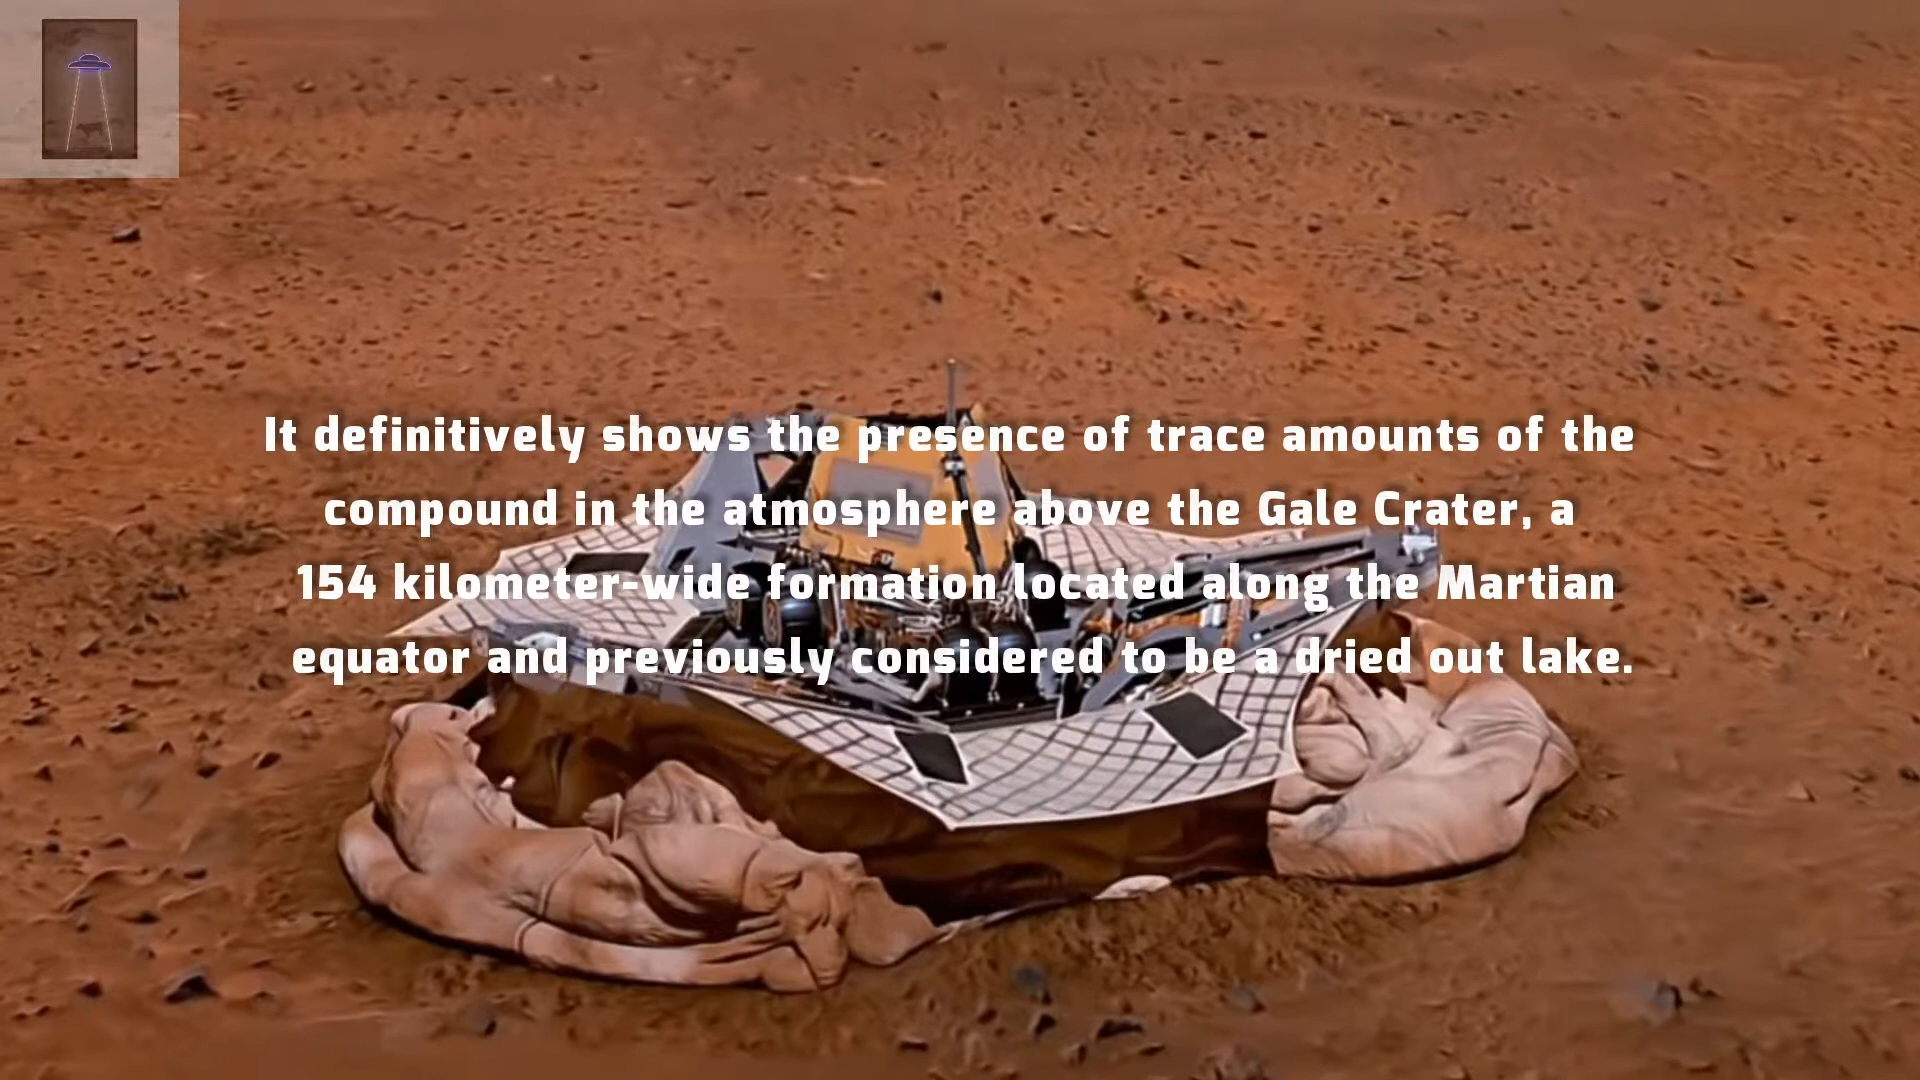 It definitively shows the presence of trace amounts of the
compound in the atmosphere above the Gale Crater, a
154 kilometer-wide formation located along the Martian
equator and previously considered to be a dried out lake.